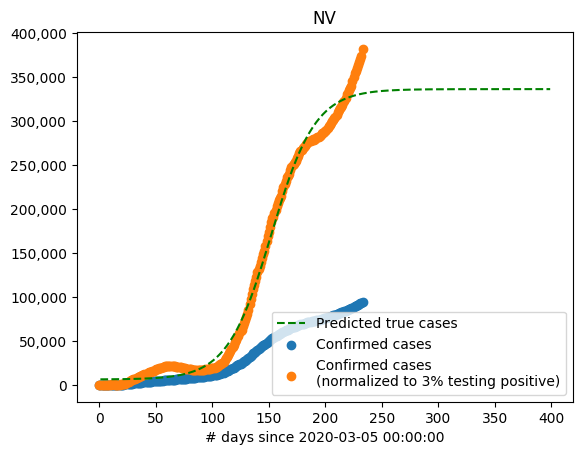 NV
400,000
350,000
300,000
250,000
200,000
150,000
100,000
50,000
0
Predicted true cases
Confirmed cases
Confirmed cases
(normalized to 3% testing positive)
0 50 100 150 200 250 300 350 400
# days since 2020-03-05 00:00:00